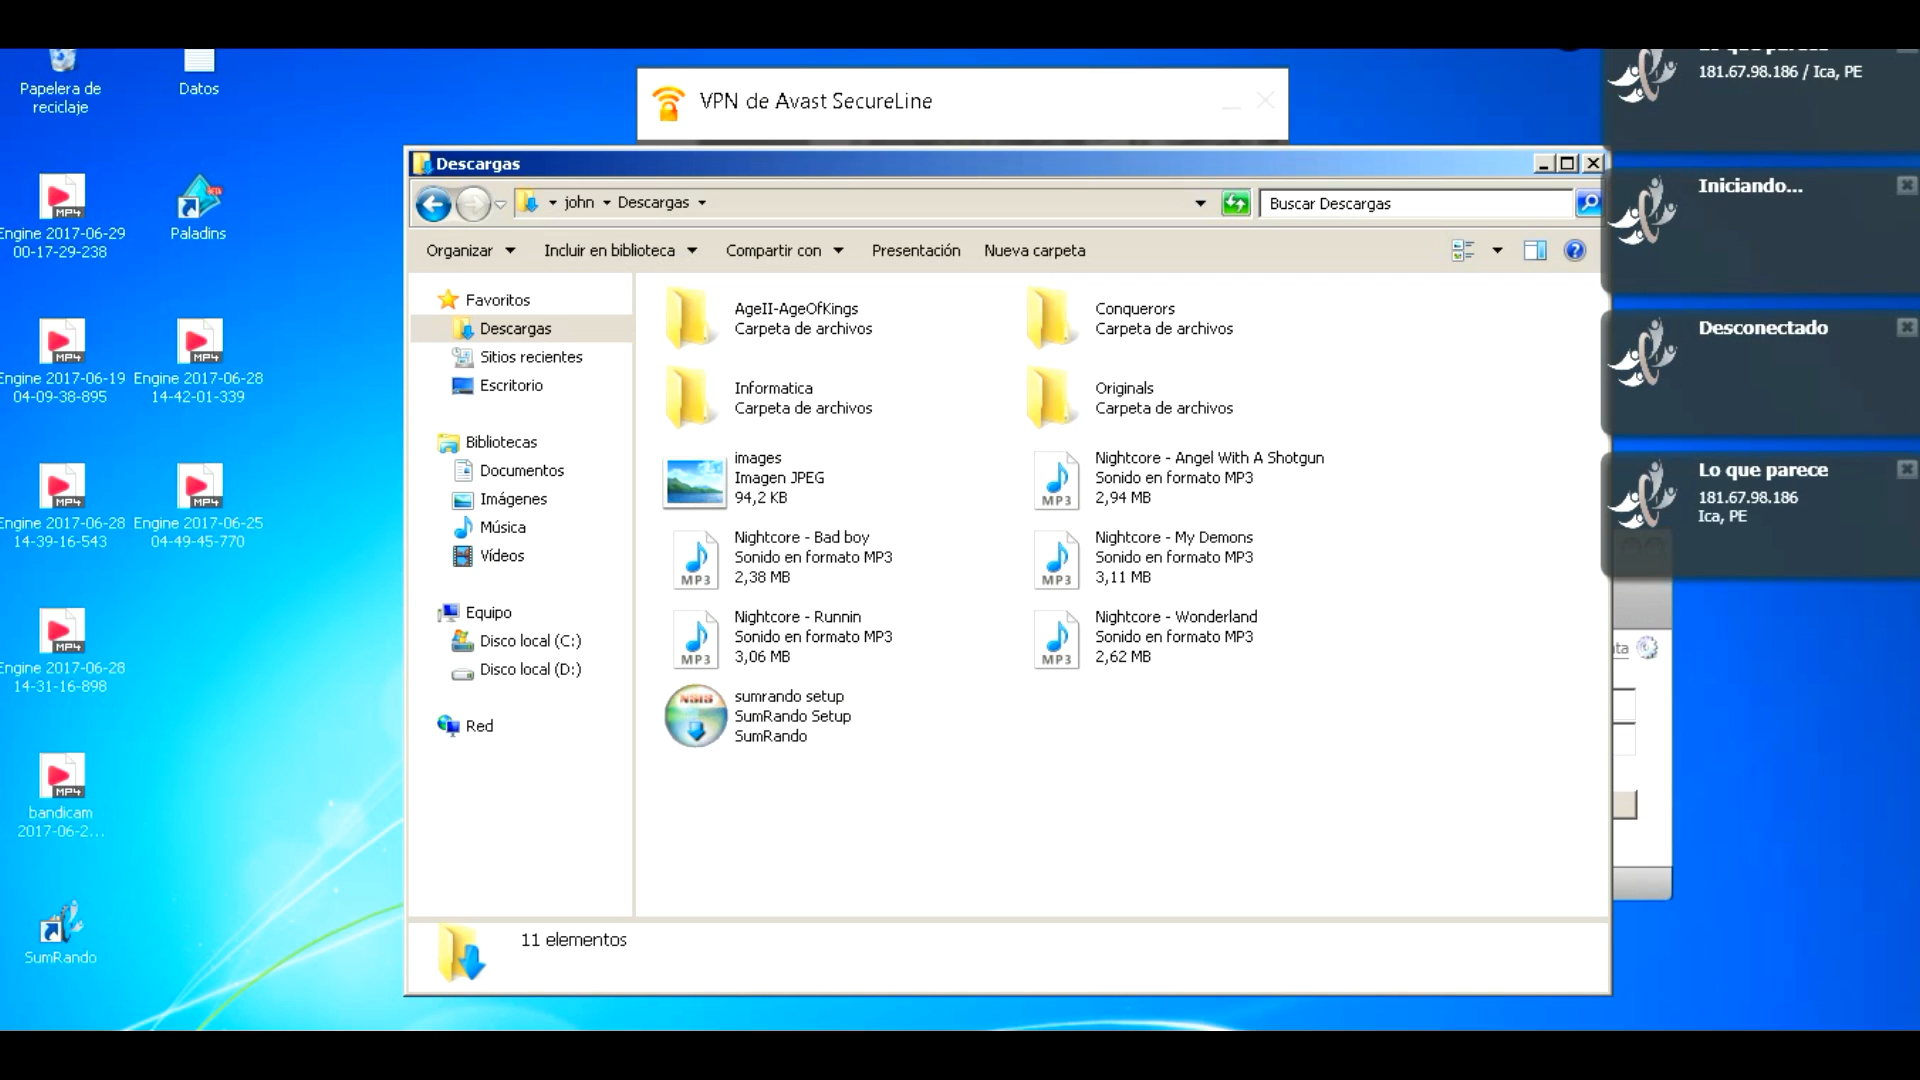 Papelera de
reciclaje
Datos
Engine 2017-06-29
00-17-29-238
Paladins
Engine 2017-06-19
04-09-38-895
Engine 2017-06-28
14-42-01-339
Engine 2017-06-28
14-39-16-543
Engine 2017-06-25
04-49-45-770
Engine 2017-06-28
14-31-16-898
bandicam
2017-06-2...
SumRando
VPN de Avast SecureLine
Descargas
john
Descargas
Buscar Descargas
Organizar
Incluir en biblioteca
Compartir con
Presentación
Nueva carpeta
Favoritos
Descargas
Sitios recientes
Escritorio
Bibliotecas
Documentos
Imágenes
Música
Vídeos
Equipo
Disco local (C:)
Disco local (D:)
Red
AgeII-AgeOfKings
Carpeta de archivos
Conquerors
Carpeta de archivos
Informatica
Carpeta de archivos
Originals
Carpeta de archivos
images
Imagen JPEG
94,2 KB
Nightcore - Angel With A Shotgun
Sonido en formato MP3
2,94 MB
Nightcore - Bad boy
Sonido en formato MP3
2,38 MB
Nightcore - My Demons
Sonido en formato MP3
3,11 MB
Nightcore - Runnin
Sonido en formato MP3
3,06 MB
Nightcore - Wonderland
Sonido en formato MP3
2,62 MB
sumrando setup
SumRando Setup
SumRando
11 elementos
Lo que parece
181.67.98.186 / Ica, PE
Iniciando...
Desconectado
Lo que parece
181.67.98.186
Ica, PE